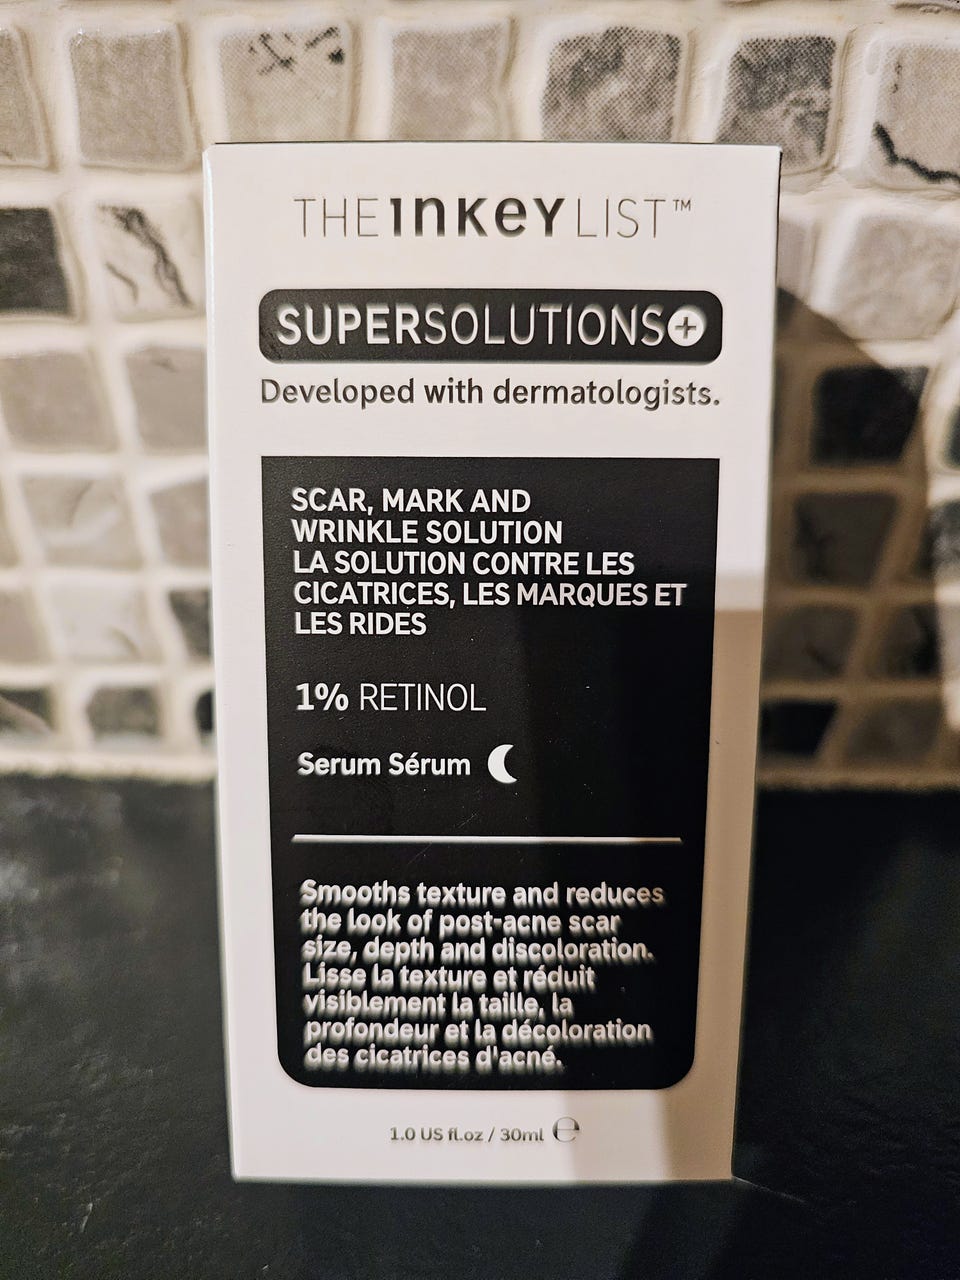 THE INKEY LIST™
SUPERSOLUTIONS+
Developed with dermatologists.
SCAR, MARK AND
WRINKLE SOLUTION
LA SOLUTION CONTRE LES
CICATRICES, LES MARQUES ET
LES RIDES
1% RETINOL
Serum Sérum
Smooths texture and reduces
the look of post-acne scar
size, depth and discoloration.
Lisse la texture et réduit
visiblement la taille, la
profondeur et la décoloration
des cicatrices d'acné.
1.0 US fl.oz / 30ml ℮